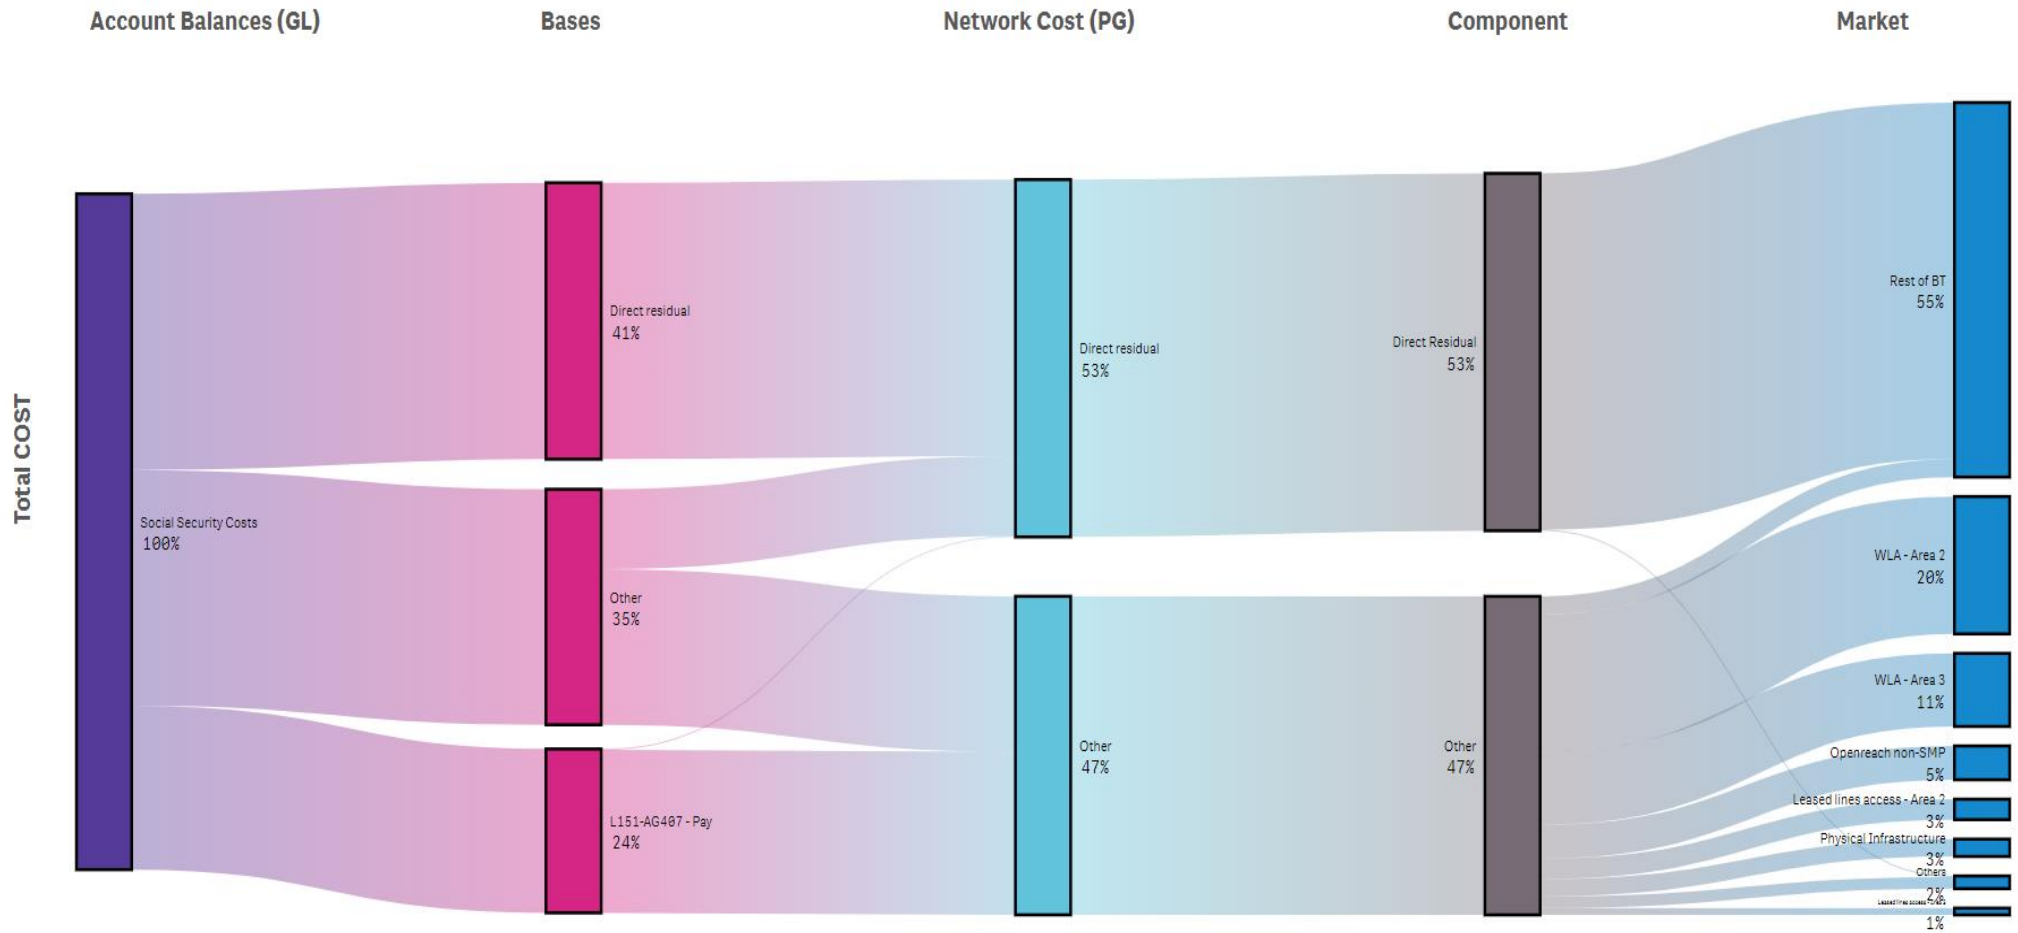 Account Balances (GL)
Bases
Network Cost (PG)
Component
Market
Total COST
Social Security Costs
100%
Direct residual
41%
Other
35%
L151-AG407 - Pay
24%
Direct residual
53%
Other
47%
Direct Residual
53%
Other
47%
Rest of BT
55%
WLA - Area 2
20%
WLA - Area 3
11%
Openreach non-SMP
5%
Leased lines access - Area 2
3%
Physical Infrastructure
3%
Others
2%
Leased lines access -
1%